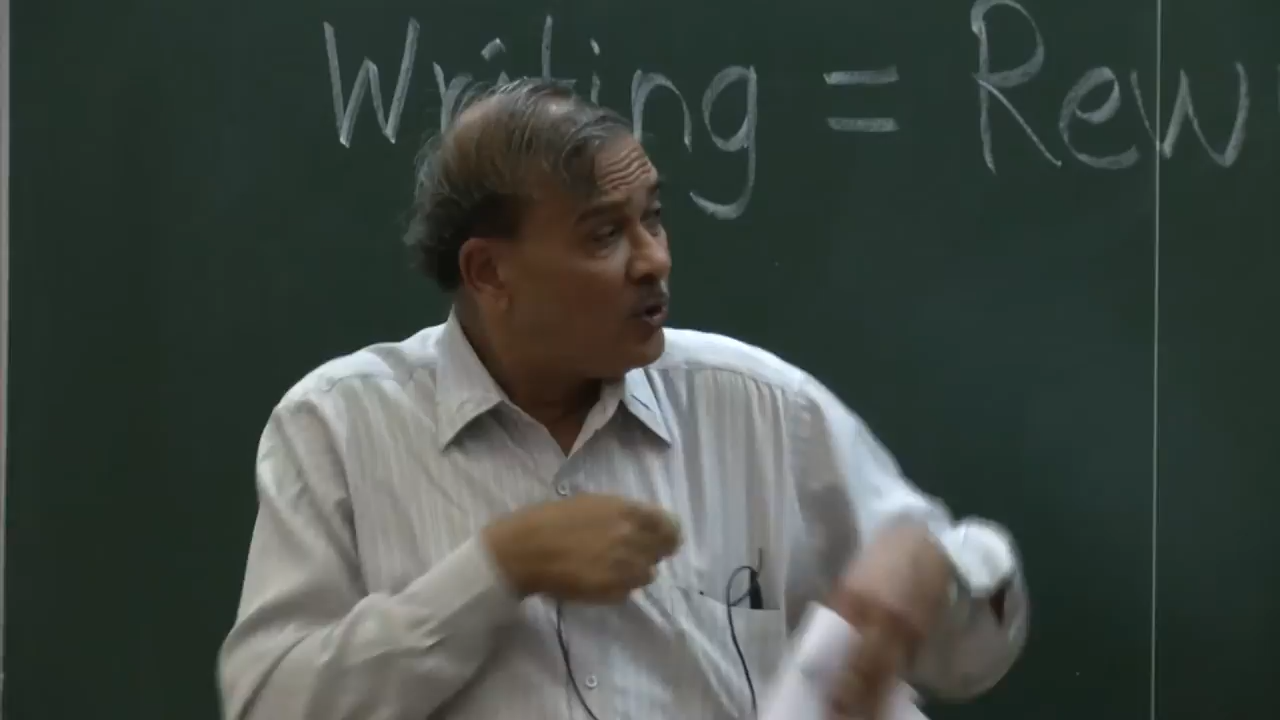 Writing = Rew